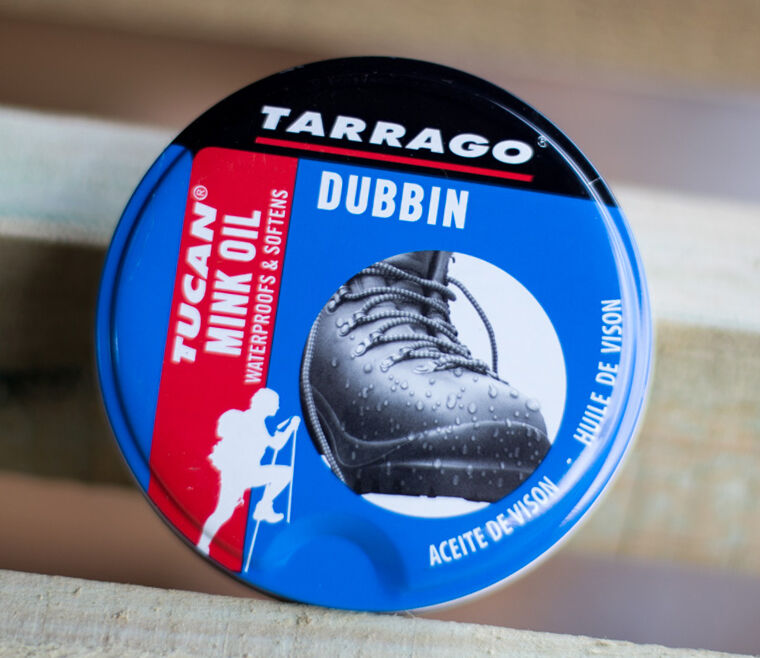 TARRAGO®
DUBBIN
TUCAN®
MINK OIL
WATERPROOFS & SOFTENS
ACEITE DE VISON - HUILE DE VISON